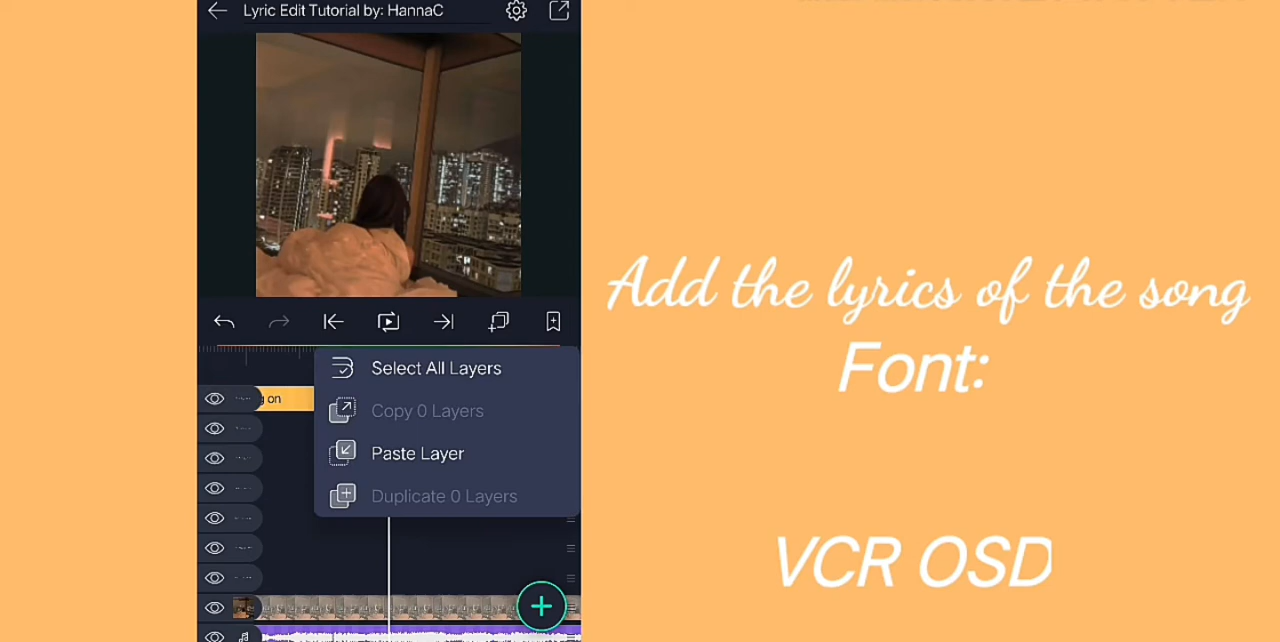 Lyric Edit Tutorial by: HannaC
Select All Layers
on
Copy 0 Layers
Paste Layer
Duplicate 0 Layers
Add the lyrics of the song
Font:
VCR OSD